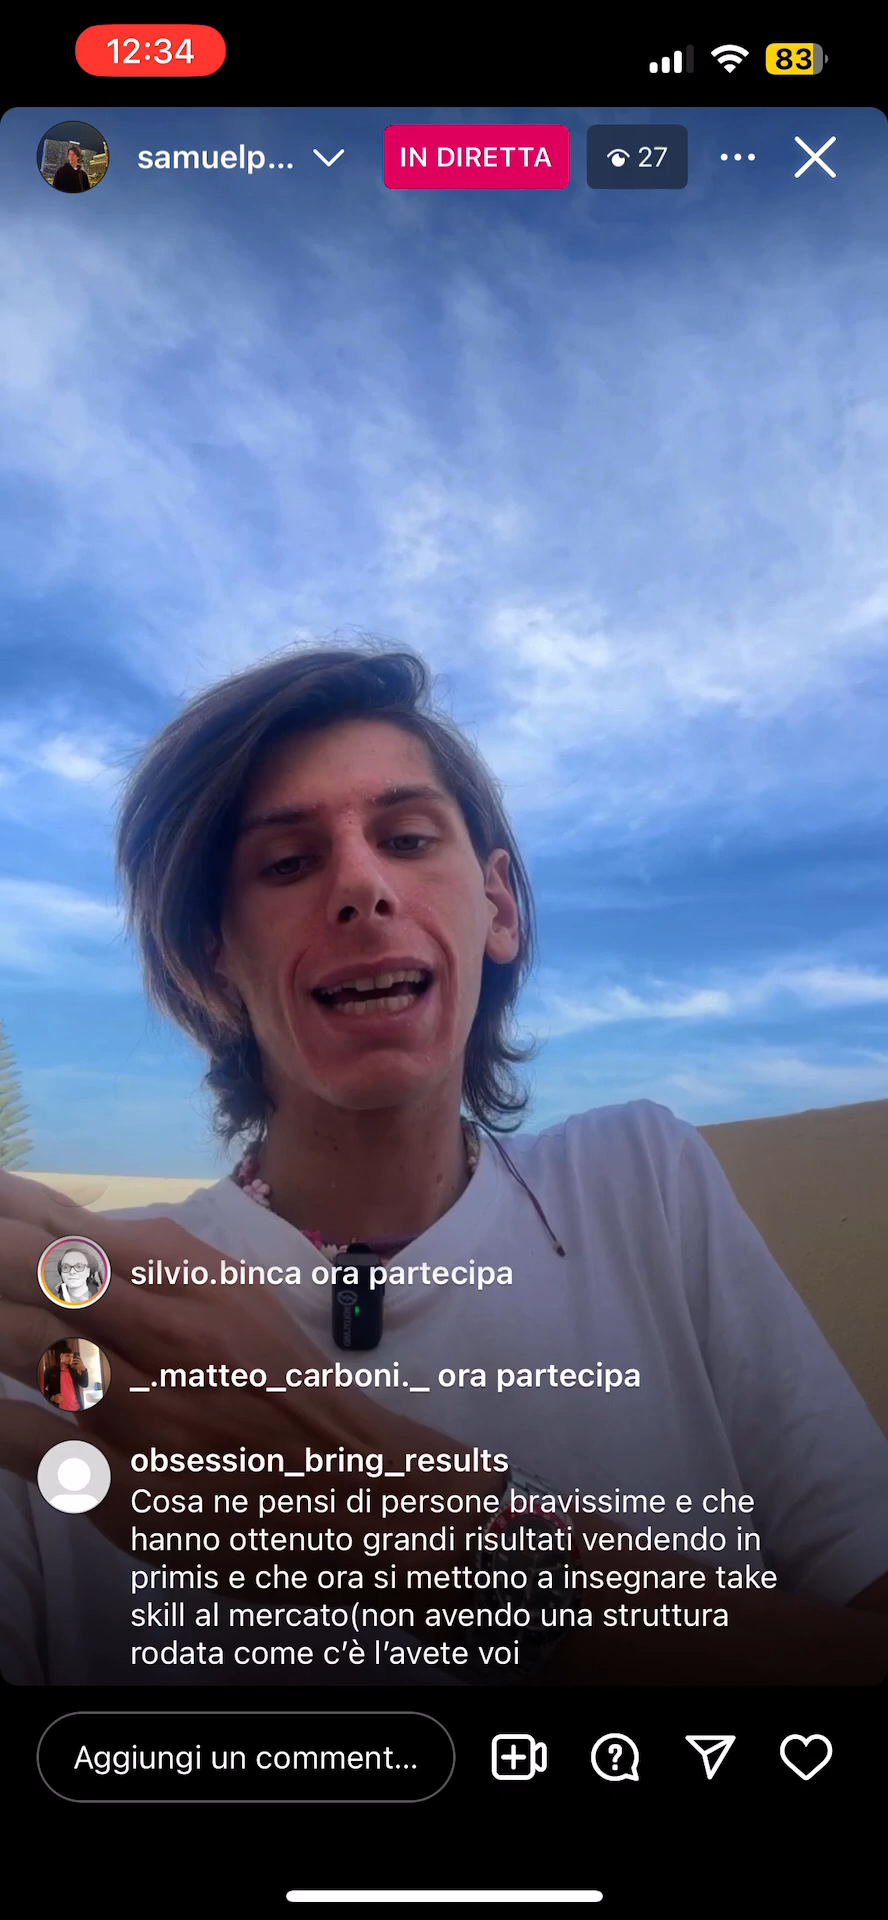 12:34
83
samuelp...
IN DIRETTA
27
silvio.binca ora partecipa
_.matteo_carboni._ ora partecipa
obsession_bring_results
Cosa ne pensi di persone bravissime e che
hanno ottenuto grandi risultati vendendo in
primis e che ora si mettono a insegnare take
skill al mercato(non avendo una struttura
rodata come c’è l’avete voi
Aggiungi un comment...